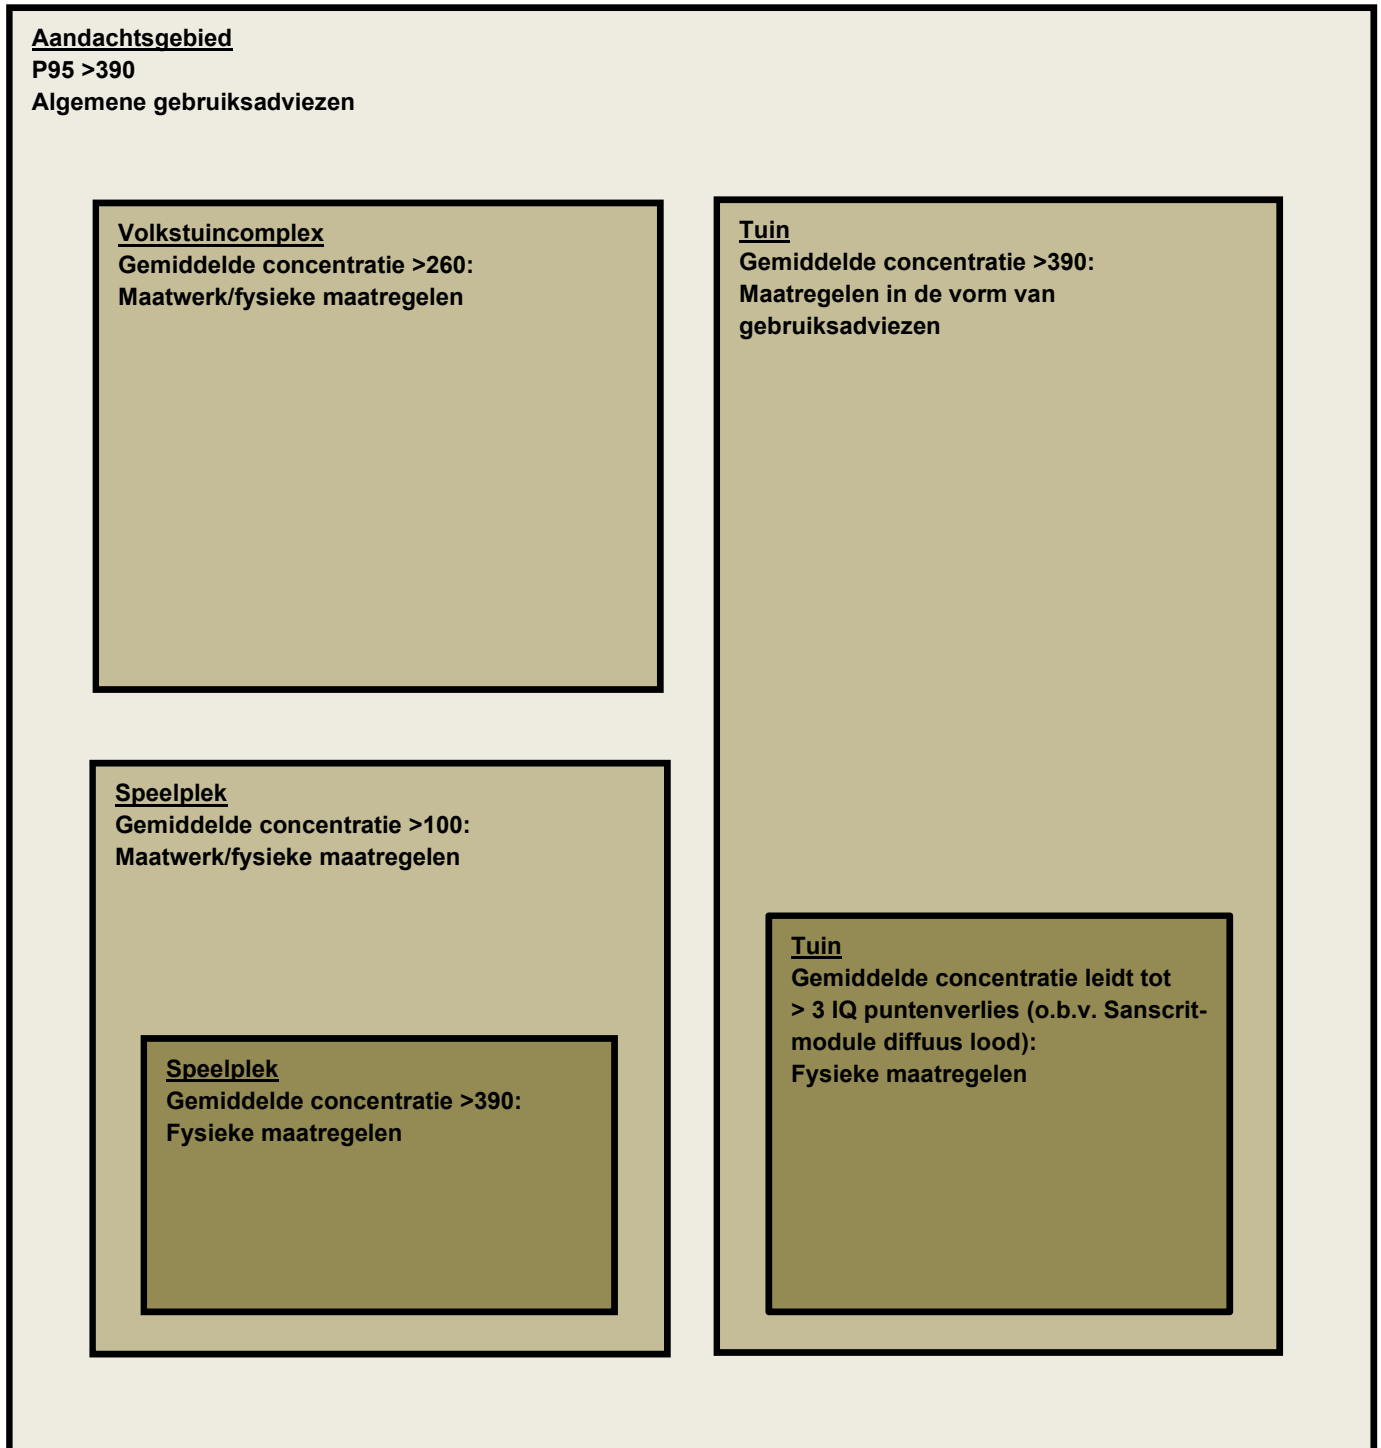 Aandachtsgebied
P95 >390
Algemene gebruiksadviezen
Volkstuincomplex
Gemiddelde concentratie >260:
Maatwerk/fysieke maatregelen
Tuin
Gemiddelde concentratie >390:
Maatregelen in de vorm van
gebruiksadviezen
Speelplek
Gemiddelde concentratie >100:
Maatwerk/fysieke maatregelen
Speelplek
Gemiddelde concentratie >390:
Fysieke maatregelen
Tuin
Gemiddelde concentratie leidt tot
> 3 IQ puntenverlies (o.b.v. Sanscrit-
module diffuus lood):
Fysieke maatregelen